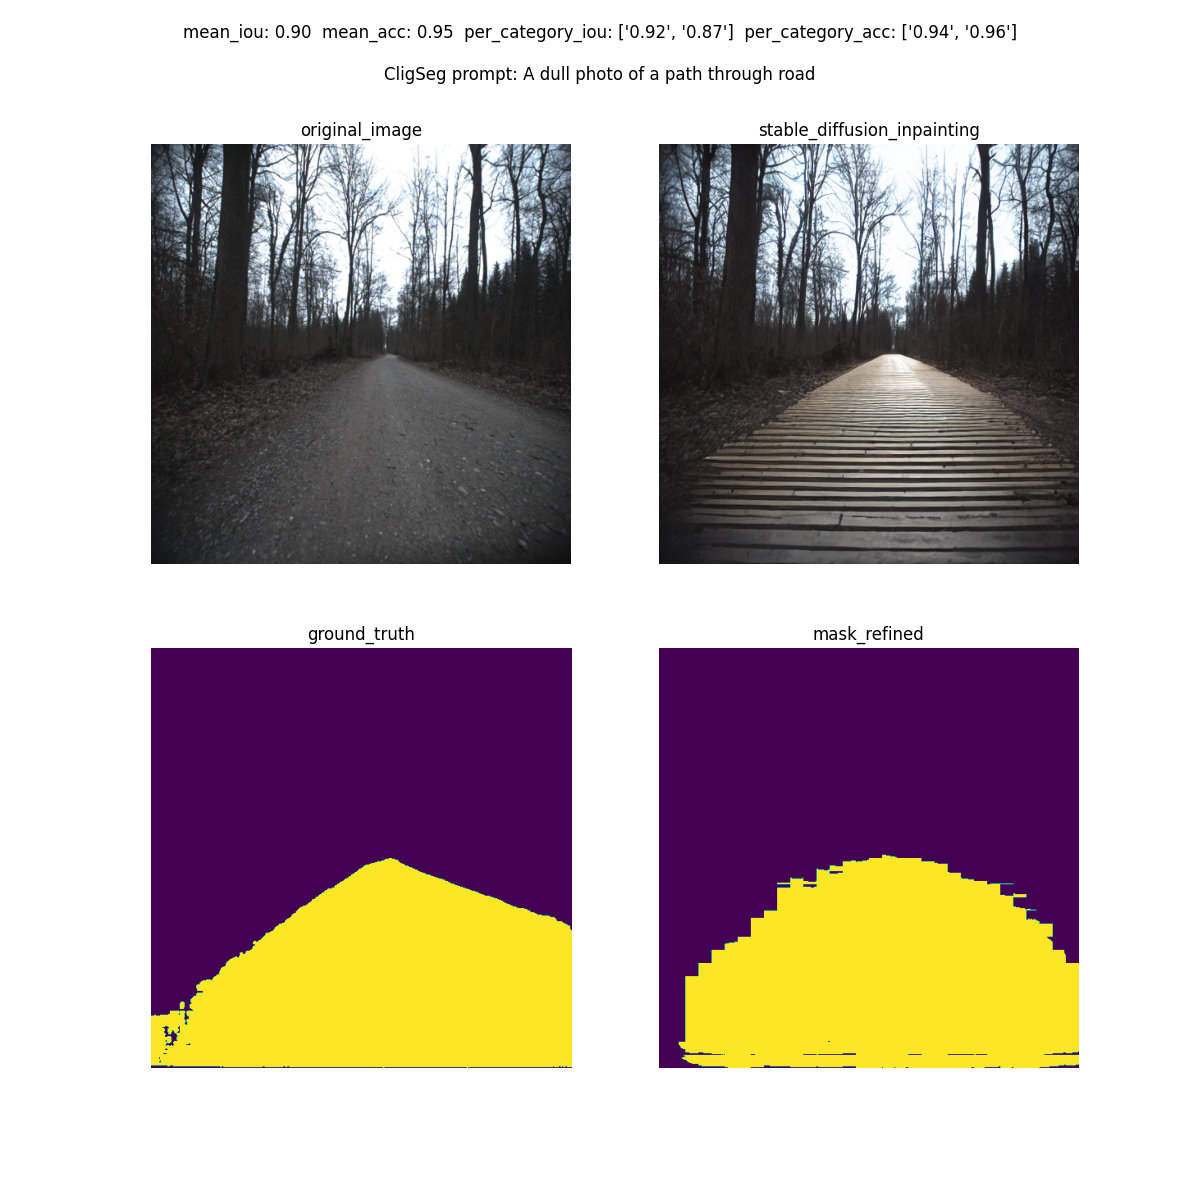 mean_iou: 0.90  mean_acc: 0.95  per_category_iou: ['0.92', '0.87']  per_category_acc: ['0.94', '0.96']
CligSeg prompt: A dull photo of a path through road
original_image
stable_diffusion_inpainting
ground_truth
mask_refined